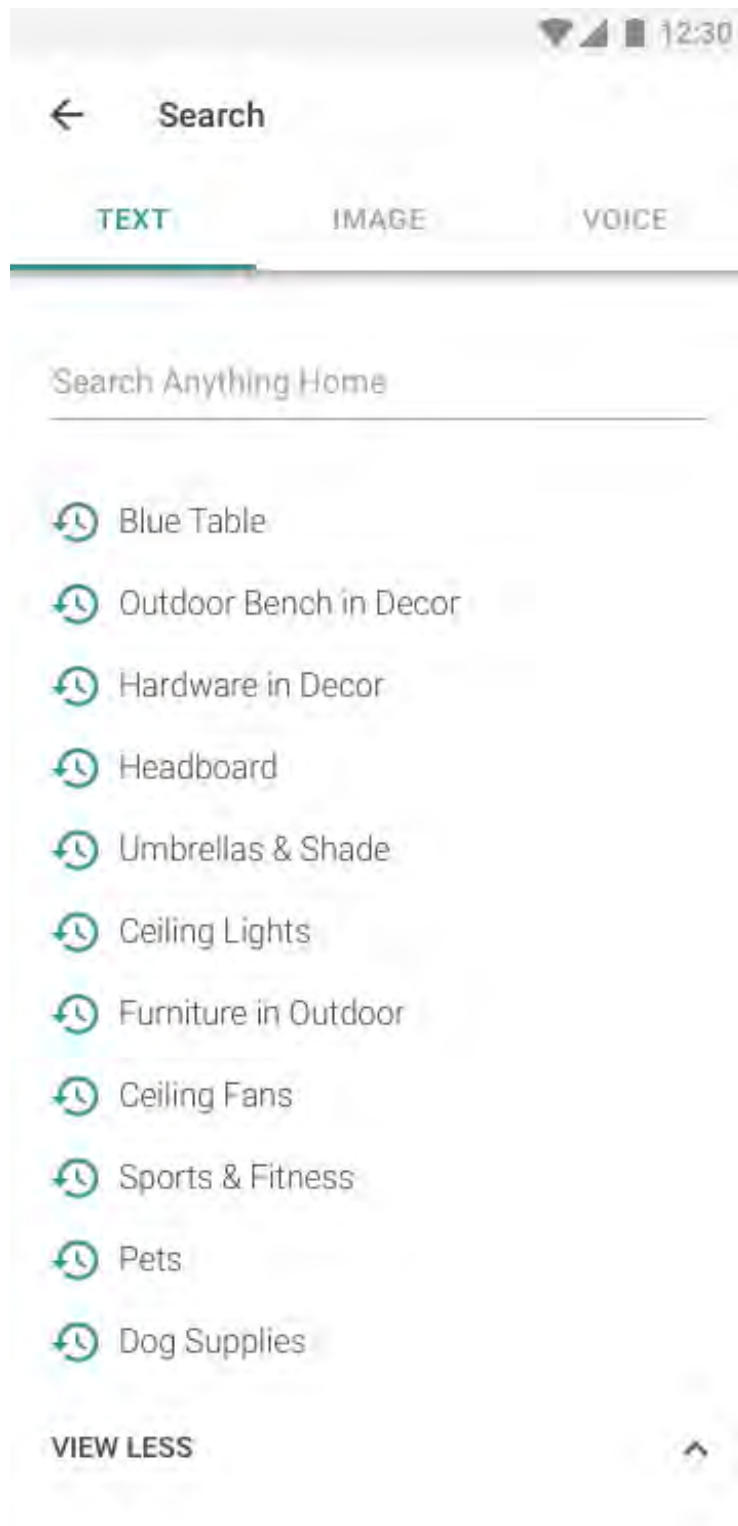 12:30
Search
TEXT IMAGE VOICE
Search Anything Home
Blue Table
Outdoor Bench in Decor
Hardware in Decor
Headboard
Umbrellas & Shade
Ceiling Lights
Furniture in Outdoor
Ceiling Fans
Sports & Fitness
Pets
Dog Supplies
VIEW LESS